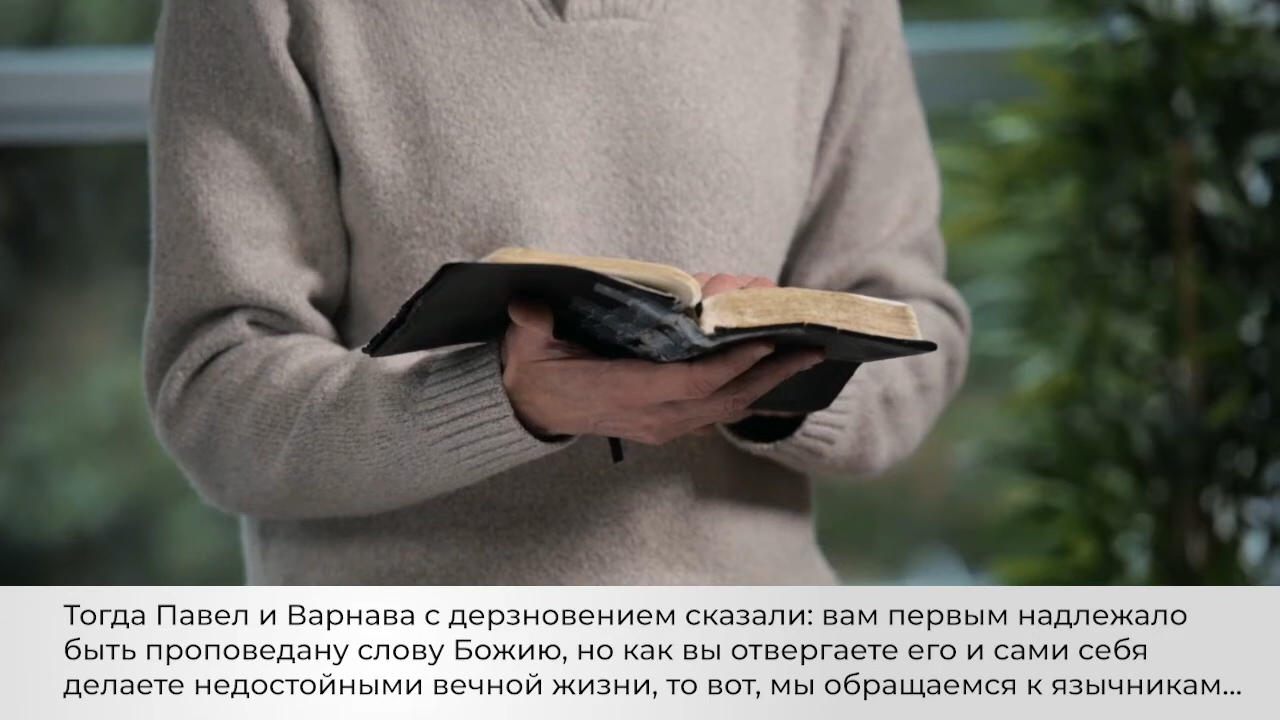 Тогда Павел и Варнава с дерзновением сказали: вам первым надлежало
быть проповедану слову Божию, но как вы отвергаете его и сами себя
делаете недостойными вечной жизни, то вот, мы обращаемся к язычникам...